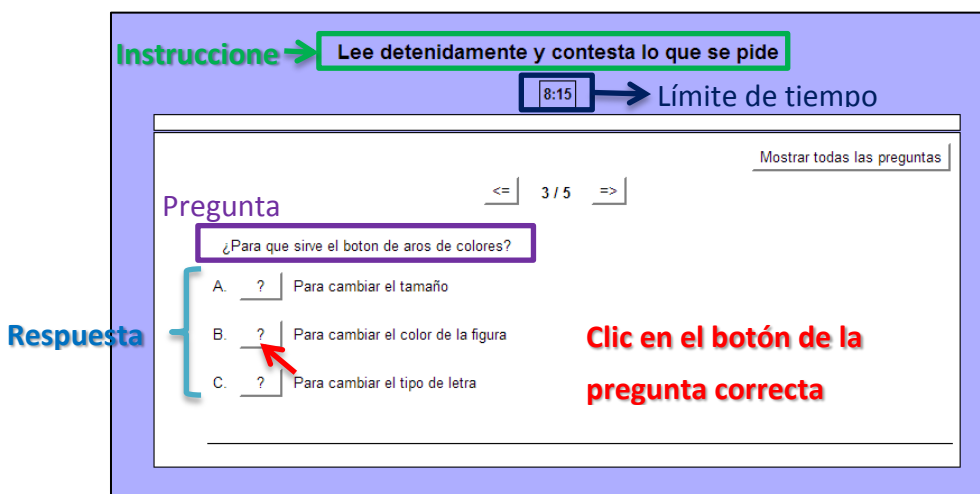 Instruccione
Lee detenidamente y contesta lo que se pide
8:15
Límite de tiempo
Mostrar todas las preguntas
<= 3 / 5 =>
Pregunta
¿Para que sirve el boton de aros de colores?
A. ? Para cambiar el tamaño
Respuesta
B. ? Para cambiar el color de la figura
C. ? Para cambiar el tipo de letra
Clic en el botón de la
pregunta correcta